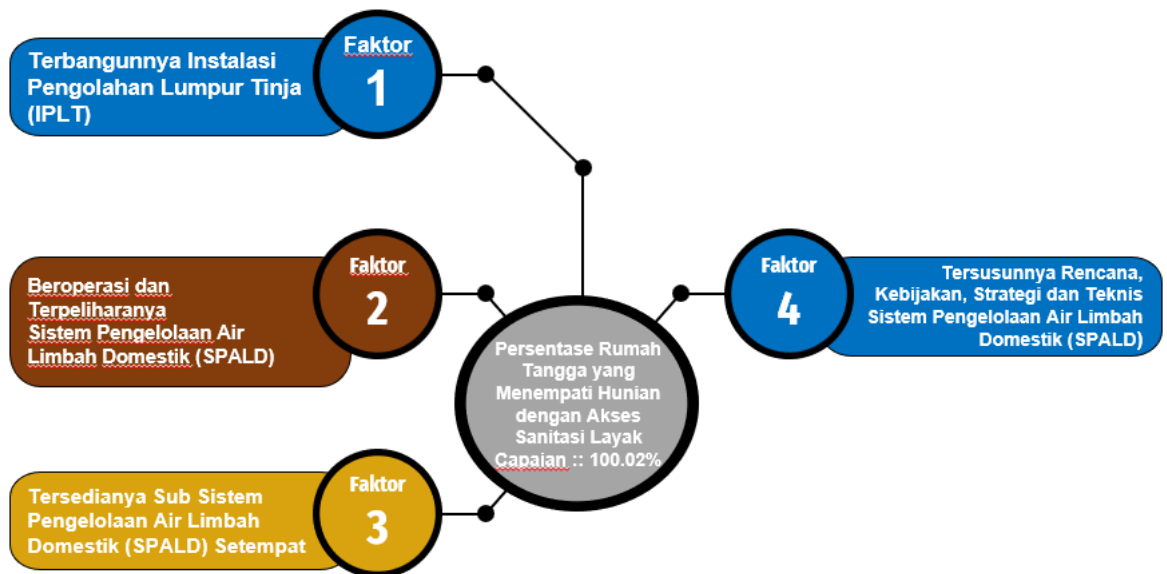 Terbangunnya Instalasi
Pengolahan Lumpur Tinja
(IPLT)
Faktor
1
Beroperasi dan
Terpeliharanya
Sistem Pengelolaan Air
Limbah Domestik (SPALD)
Faktor
2
Tersedianya Sub Sistem
Pengelolaan Air Limbah
Domestik (SPALD) Setempat
Faktor
3
Persentase Rumah
Tangga yang
Menempati Hunian
dengan Akses
Sanitasi Layak
Capaian :: 100.02%
Faktor
4
Tersusunnya Rencana,
Kebijakan, Strategi dan Teknis
Sistem Pengelolaan Air Limbah
Domestik (SPALD)